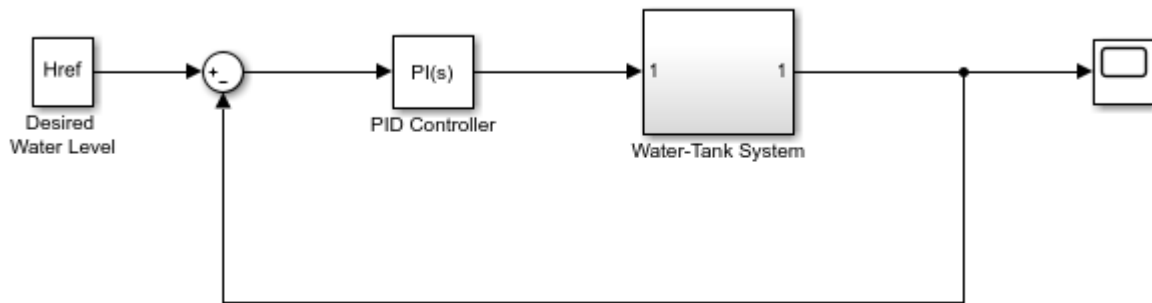 Href
Desired
Water Level
+
−
PI(s)
PID Controller
1
1
Water-Tank System